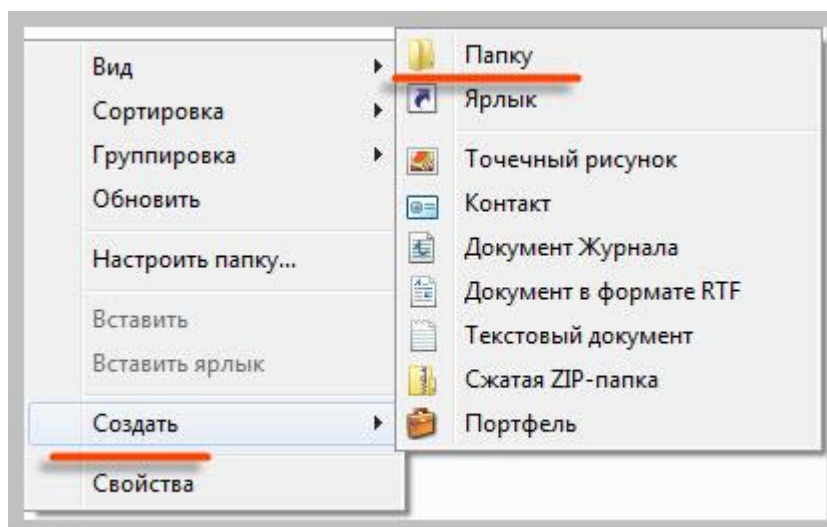 Вид
Сортировка
Группировка
Обновить
Настроить папку...
Вставить
Вставить ярлык
Создать
Свойства
Папку
Ярлык
Точечный рисунок
Контакт
Документ Журнала
Документ в формате RTF
Текстовый документ
Сжатая ZIP-папка
Портфель